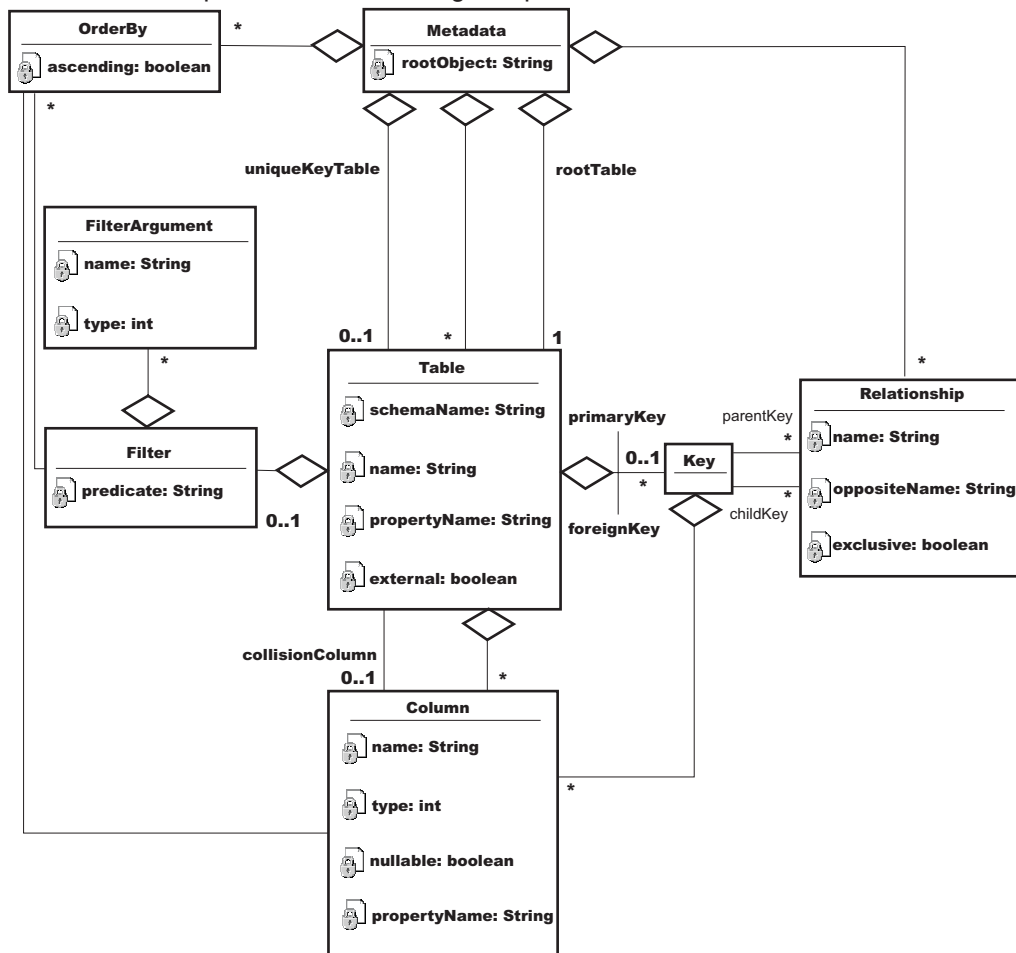 OrderBy
ascending: boolean
*
*
Metadata
rootObject: String
uniqueKeyTable
rootTable
0..1
*
1
*
FilterArgument
name: String
type: int
*
Filter
predicate: String
0..1
Table
schemaName: String
name: String
propertyName: String
external: boolean
primaryKey
0..1
*
foreignKey
Key
parentKey
*
*
childKey
Relationship
name: String
oppositeName: String
exclusive: boolean
collisionColumn
0..1
*
*
Column
name: String
type: int
nullable: boolean
propertyName: String